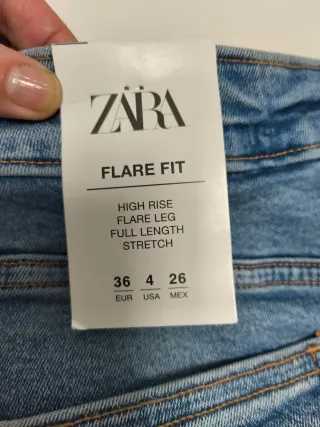 ZARA
FLARE FIT
HIGH RISE
FLARE LEG
FULL LENGTH
STRETCH
36 4 26
EUR USA MEX